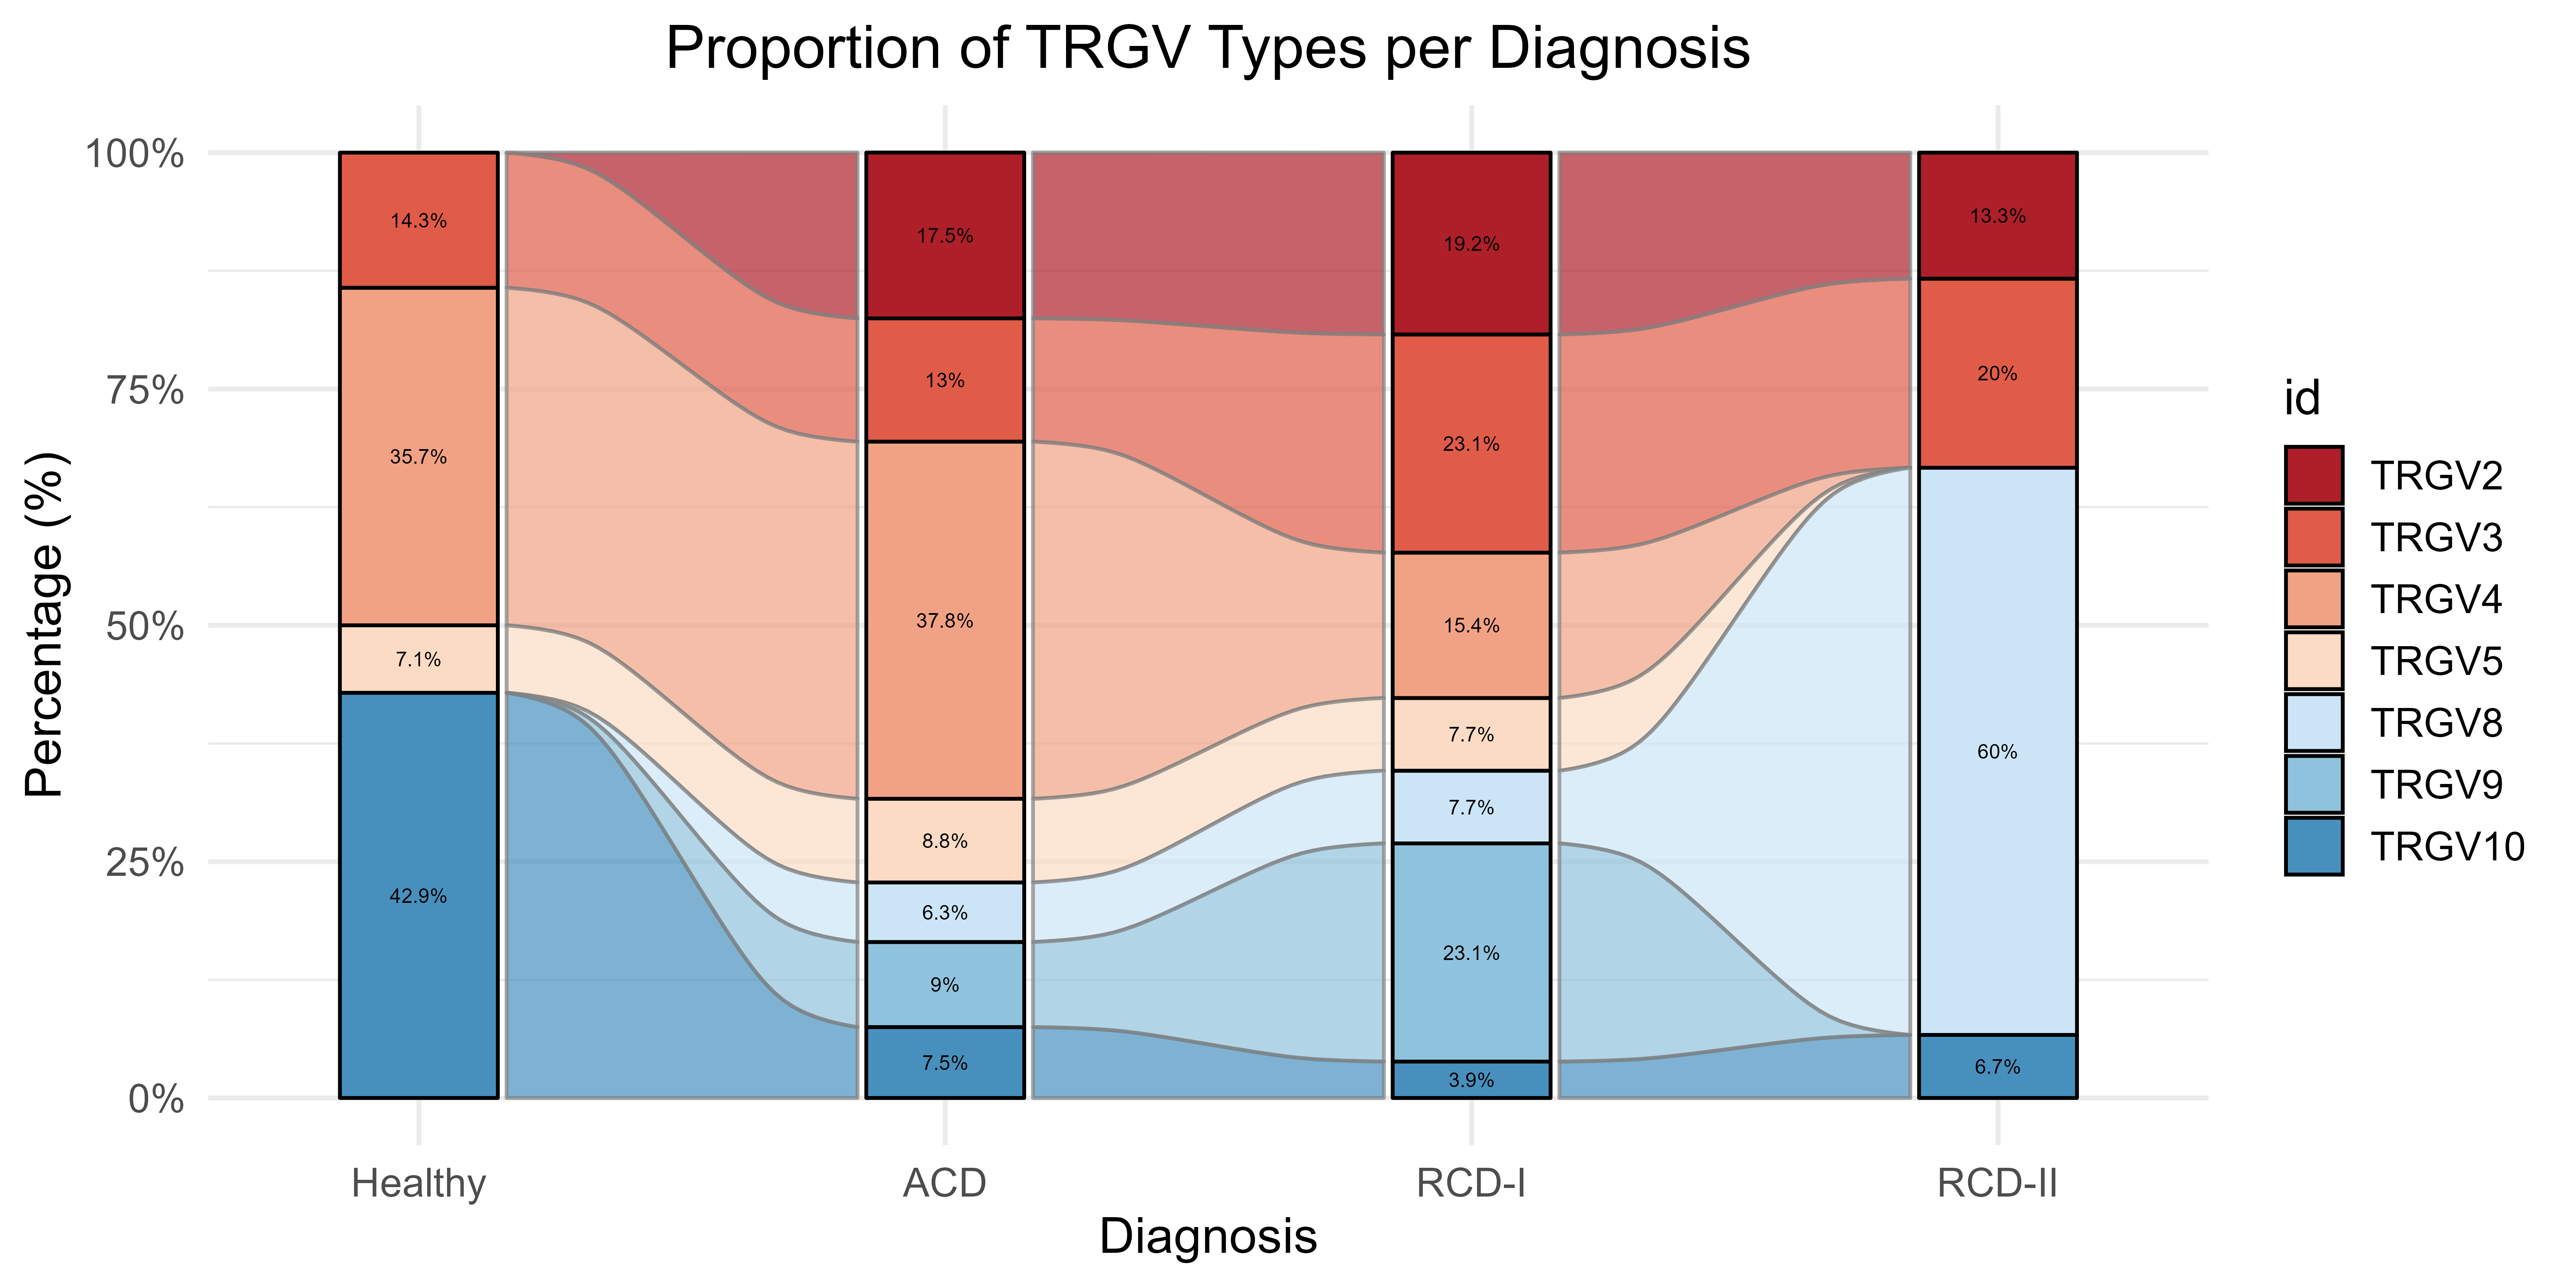 Proportion of TRGV Types per Diagnosis
Percentage (%)
100%
75%
50%
25%
0%
14.3%
35.7%
7.1%
42.9%
17.5%
13%
37.8%
8.8%
6.3%
9%
7.5%
19.2%
23.1%
15.4%
7.7%
7.7%
23.1%
3.9%
13.3%
20%
60%
6.7%
Healthy
ACD
RCD-I
RCD-II
Diagnosis
id
TRGV2
TRGV3
TRGV4
TRGV5
TRGV8
TRGV9
TRGV10